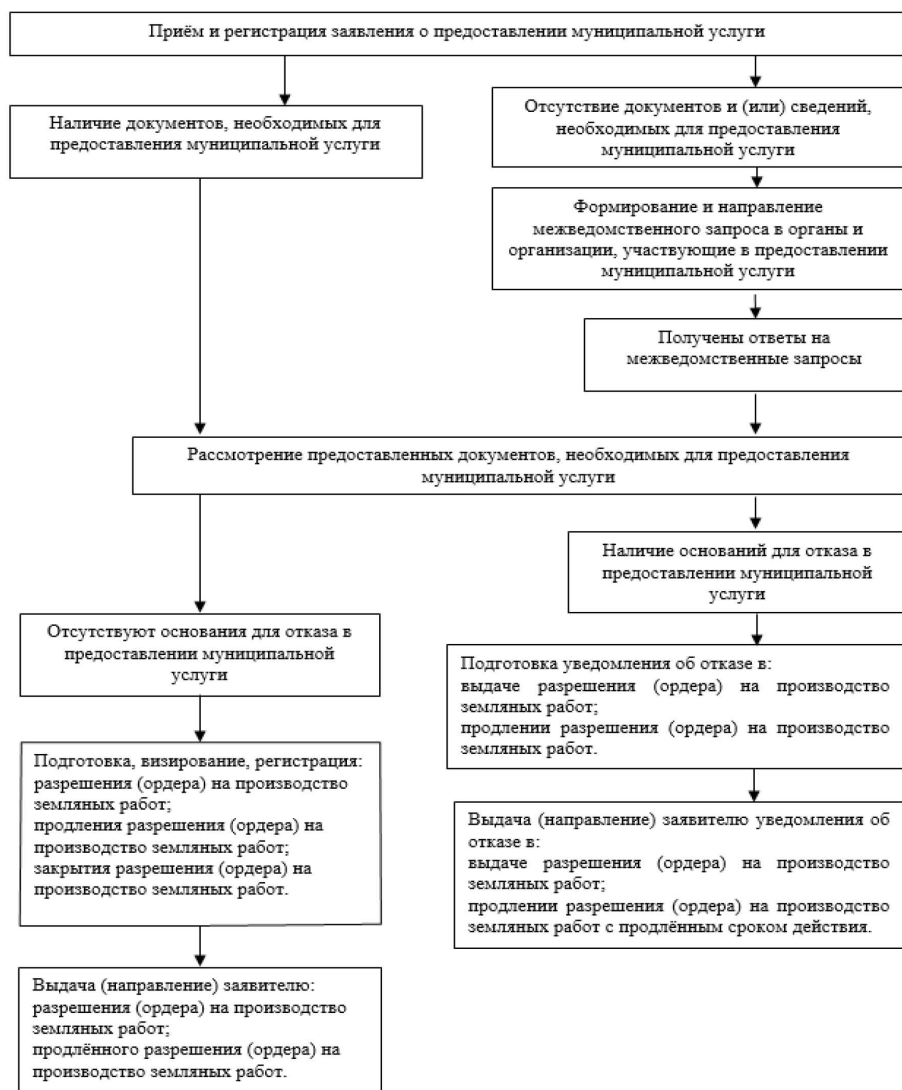 Приём и регистрация заявления о предоставлении муниципальной услуги
Наличие документов, необходимых для
предоставления муниципальной услуги
Отсутствие документов и (или) сведений,
необходимых для предоставления
муниципальной услуги
Формирование и направление
межведомственного запроса в органы и
организации, участвующие в предоставлении
муниципальной услуги
Получены ответы на
межведомственные запросы
Рассмотрение предоставленных документов, необходимых для предоставления
муниципальной услуги
Наличие оснований для отказа в
предоставлении муниципальной
услуги
Отсутствуют основания для отказа в
предоставлении муниципальной
услуги
Подготовка уведомления об отказе в:
выдаче разрешения (ордера) на производство
земляных работ;
продлении разрешения (ордера) на производство
земляных работ.
Подготовка, визирование, регистрация:
разрешения (ордера) на производство
земляных работ;
продления разрешения (ордера) на
производство земляных работ;
закрытия разрешения (ордера) на
производство земляных работ.
Выдача (направление) заявителю уведомления об
отказе в:
выдаче разрешения (ордера) на производство
земляных работ;
продлении разрешения (ордера) на производство
земляных работ с продлённым сроком действия.
Выдача (направление) заявителю:
разрешения (ордера) на производство
земляных работ;
продлённого разрешения (ордера) на
производство земляных работ.